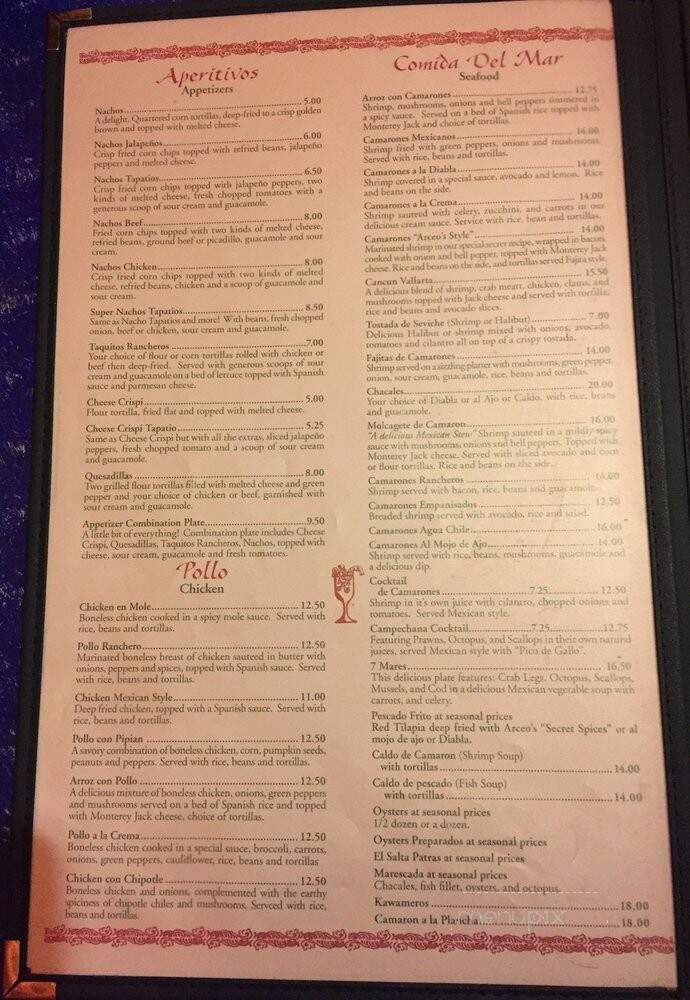 Aperitivos
Appetizers
Nachos 5.00
A delight. Quartered corn tortillas, deep-fried to a crisp golden
brown and topped with melted cheese.
Nachos Jalapeños 6.00
Crisp fried corn chips topped with refried beans, jalapeño
peppers and melted cheese.
Nachos Tapatios 6.50
Crisp fried corn chips topped with jalapeño peppers, two
kinds of melted cheese, fresh chopped tomatoes with a
generous scoop of sour cream and guacamole.
Nachos Beef 8.00
Fried corn chips topped with two kinds of melted cheese,
refried beans, ground beef or picadillo, guacamole and sour
cream.
Nachos Chicken 8.00
Crisp fried corn chips topped with two kinds of melted
cheese, refried beans, chicken and a scoop of guacamole and
sour cream.
Super Nachos Tapatios 8.50
Same as Nacho Tapatios and more! With beans, fresh chopped
onion, beef or chicken, sour cream and guacamole.
Taquitos Rancheros 7.00
Your choice of flour or corn tortillas rolled with chicken or
beef then deep-fried. Served with generous scoops of sour
cream and guacamole on a bed of lettuce topped with Spanish
sauce and parmesan cheese.
Cheese Crispi 5.00
Flour tortilla, fried flat and topped with melted cheese.
Cheese Crispi Tapatio 5.25
Same as Cheese Crispi but with all the extras, sliced jalapeño
peppers, fresh chopped tomato and a scoop of sour cream
and guacamole.
Quesadillas 8.00
Two grilled flour tortillas filled with melted cheese and green
pepper and your choice of chicken or beef, garnished with
sour cream and guacamole.
Appetizer Combination Plate 9.50
A little bit of everything! Combination plate includes Cheese
Crispi, Quesadillas, Taquitos Rancheros, Nachos, topped with
cheese, sour cream, guacamole and fresh tomatoes.
Pollo
Chicken
Chicken en Mole 12.50
Boneless chicken cooked in a spicy mole sauce. Served with
rice, beans and tortillas.
Pollo Ranchero 12.50
Marinated boneless breast of chicken sauteed in butter with
onions, peppers and spices, topped with Spanish sauce. Served
with rice, beans and tortillas.
Chicken Mexican Style 11.00
Deep fried chicken, topped with a Spanish sauce. Served with
rice, beans and tortillas.
Pollo con Pipian 12.50
A savory combination of boneless chicken, corn, pumpkin seeds,
peanuts and peppers. Served with rice, beans and tortillas.
Arroz con Pollo 12.50
A delicious mixture of boneless chicken, onions, green peppers
and mushrooms served on a bed of Spanish rice and topped
with Monterey Jack cheese, choice of tortillas.
Pollo a la Crema 12.50
Boneless chicken cooked in a special sauce, broccoli, carrots,
onions, green peppers, cauliflower, rice, beans and tortillas
Chicken con Chipotle 12.50
Boneless chicken and onions, complemented with the earthy
spiciness of chipotle chiles and mushrooms. Served with rice,
beans and tortillas.
Comida Del Mar
Seafood
Arroz con Camarones 12.75
Shrimp, mushrooms, onions and bell peppers simmered in
a spicy sauce. Served on a bed of Spanish rice topped with
Monterey Jack and choice of tortillas.
Camarones Mexicanos 14.00
Shrimp fried with green peppers, onions and mushrooms.
Served with rice, beans and tortillas.
Camarones a la Diabla 14.00
Shrimp covered in a special sauce, avocado and lemon. Rice
and beans on the side.
Camarones a la Crema 14.00
Shrimp sauteed with celery, zucchini, and carrots in our
delicious cream sauce. Service with rice, bean and tortillas.
Camarones "Arceo's Style" 14.00
Marinated shrimp in our special secret recipe, wrapped in bacon,
cooked with onion and bell pepper, topped with Monterey Jack
cheese. Rice and beans on the side, and tortillas served Fajita style.
Cancun Vallarta 15.50
A delicious blend of shrimp, crab meat, chicken, clams, and
mushrooms topped with Jack cheese and served with tortilla,
rice and beans and avocado slices.
Tostada de Seviche (Shrimp or Halibut) 7.00
Delicious Halibut or shrimp mixed with onions, avocado,
tomatoes and cilantro all on top of a crispy tostada.
Fajitas de Camarones 14.00
Shrimp served on a sizzling platter with mushrooms, green pepper,
onion, sour cream, guacamole, rice, beans and tortillas.
Chacales 20.00
Your choice of Diabla or al Ajo or Caldo, with rice, beans
and guacamole.
Molcagete de Camaron 16.00
"A delicious Mexican Stew" Shrimp sauteed in a mildly spicy
sauce with mushrooms, onions and bell peppers. Topped with
Monterey Jack cheese. Served with sliced avocado and corn
or flour tortillas. Rice and beans on the side.
Camarones Rancheros 14.00
Shrimp served with bacon, rice, beans and guacamole.
Camarones Empanisados 12.50
Breaded shrimp served with avocado, rice and salad.
Camarones Agua Chile 16.00
Camarones Al Mojo de Ajo 14.00
Shrimp served with rice, beans, mushrooms, guacamole and
a delicious dip.
Cocktail
de Camarones 7.25 12.50
Shrimp in it's own juice with cilantro, chopped onions and
tomatoes. Served Mexican style.
Campechana Cocktail 7.25 12.75
Featuring Prawns, Octopus, and Scallops in their own natural
juices, served Mexican style with "Pico de Gallo".
7 Mares 16.50
This delicious plate features: Crab Legs, Octopus, Scallops,
Mussels, and Cod in a delicious Mexican vegetable soup with
carrots, and celery.
Pescado Frito at seasonal prices
Red Tilapia deep fried with Arceo's "Secret Spices" or al
mojo de ajo or Diabla.
Caldo de Camaron (Shrimp Soup)
with tortillas 14.00
Caldo de pescado (Fish Soup)
with tortillas 14.00
Oysters at seasonal prices
1/2 dozen or a dozen.
Oysters Preparados at seasonal prices
El Salta Patras at seasonal prices
Marescada at seasonal prices
Chacales, fish fillet, oysters, and octopus.
Kawameros 18.00
Camaron a la Plancha 18.00
menupix